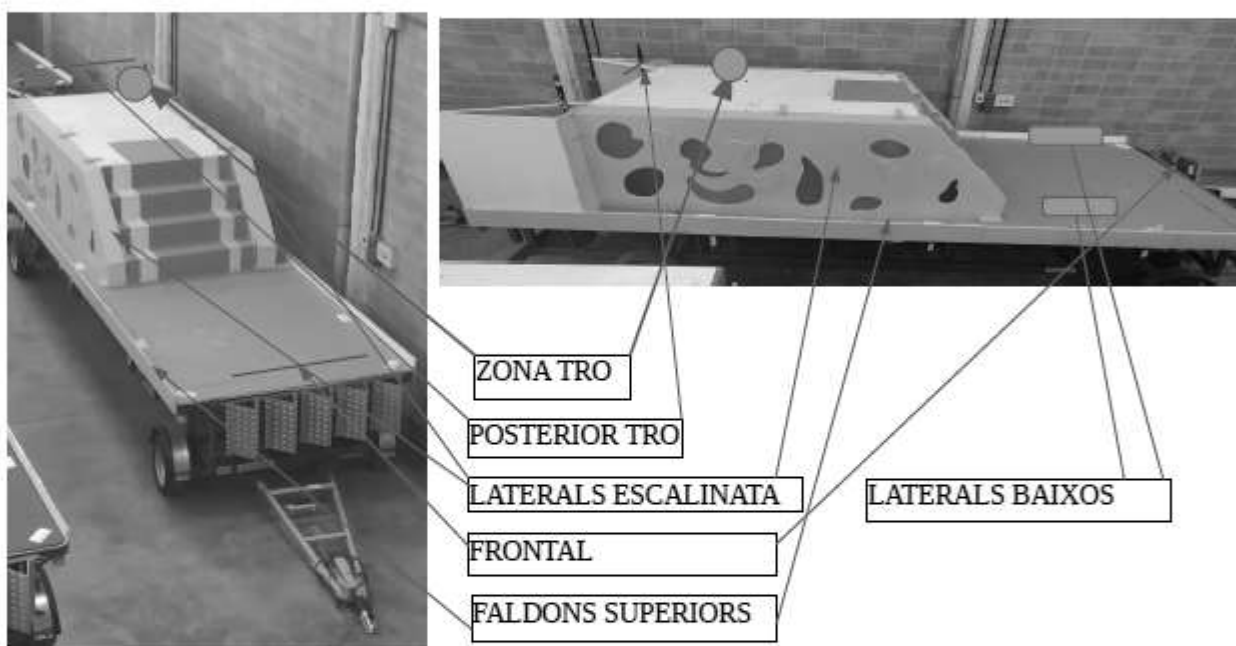 ZONA TRO
POSTERIOR TRO
LATERALS ESCALINATA
LATERALS BAIXOS
FRONTAL
FALDONS SUPERIORS